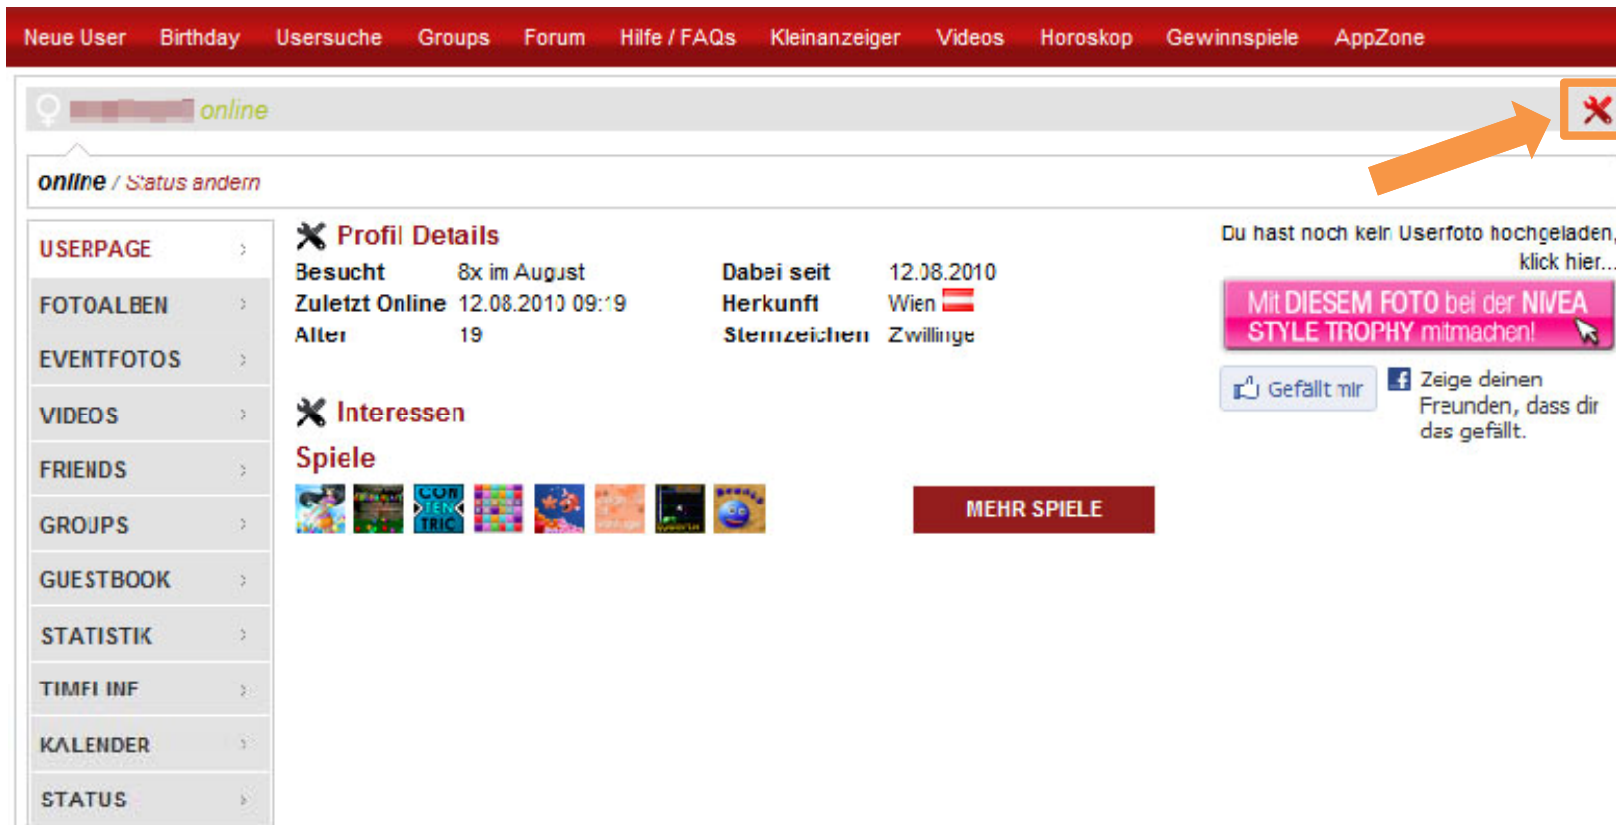 Neue User Birthday Usersuche Groups Forum Hilfe / FAQs Kleinanzeiger Videos Horoskop Gewinnspiele AppZone
online
online / Status ändern
USERPAGE
FOTOALBEN
EVENTFOTOS
VIDEOS
FRIENDS
GROUPS
GUESTBOOK
STATISTIK
TIMELINE
KALENDER
STATUS
Profil Details
Besucht 8x im August Dabei seit 12.08.2010
Zuletzt Online 12.08.2010 09:19 Herkunft Wien
Alter 19 Sternzeichen Zwillinge
Interessen
Spiele
CON
TEN
TRIC
MEHR SPIELE
Du hast noch kein Userfoto hochgeladen,
klick hier...
Mit DIESEM FOTO bei der NIVEA
STYLE TROPHY mitmachen!
Gefällt mir
Zeige deinen
Freunden, dass dir
das gefällt.